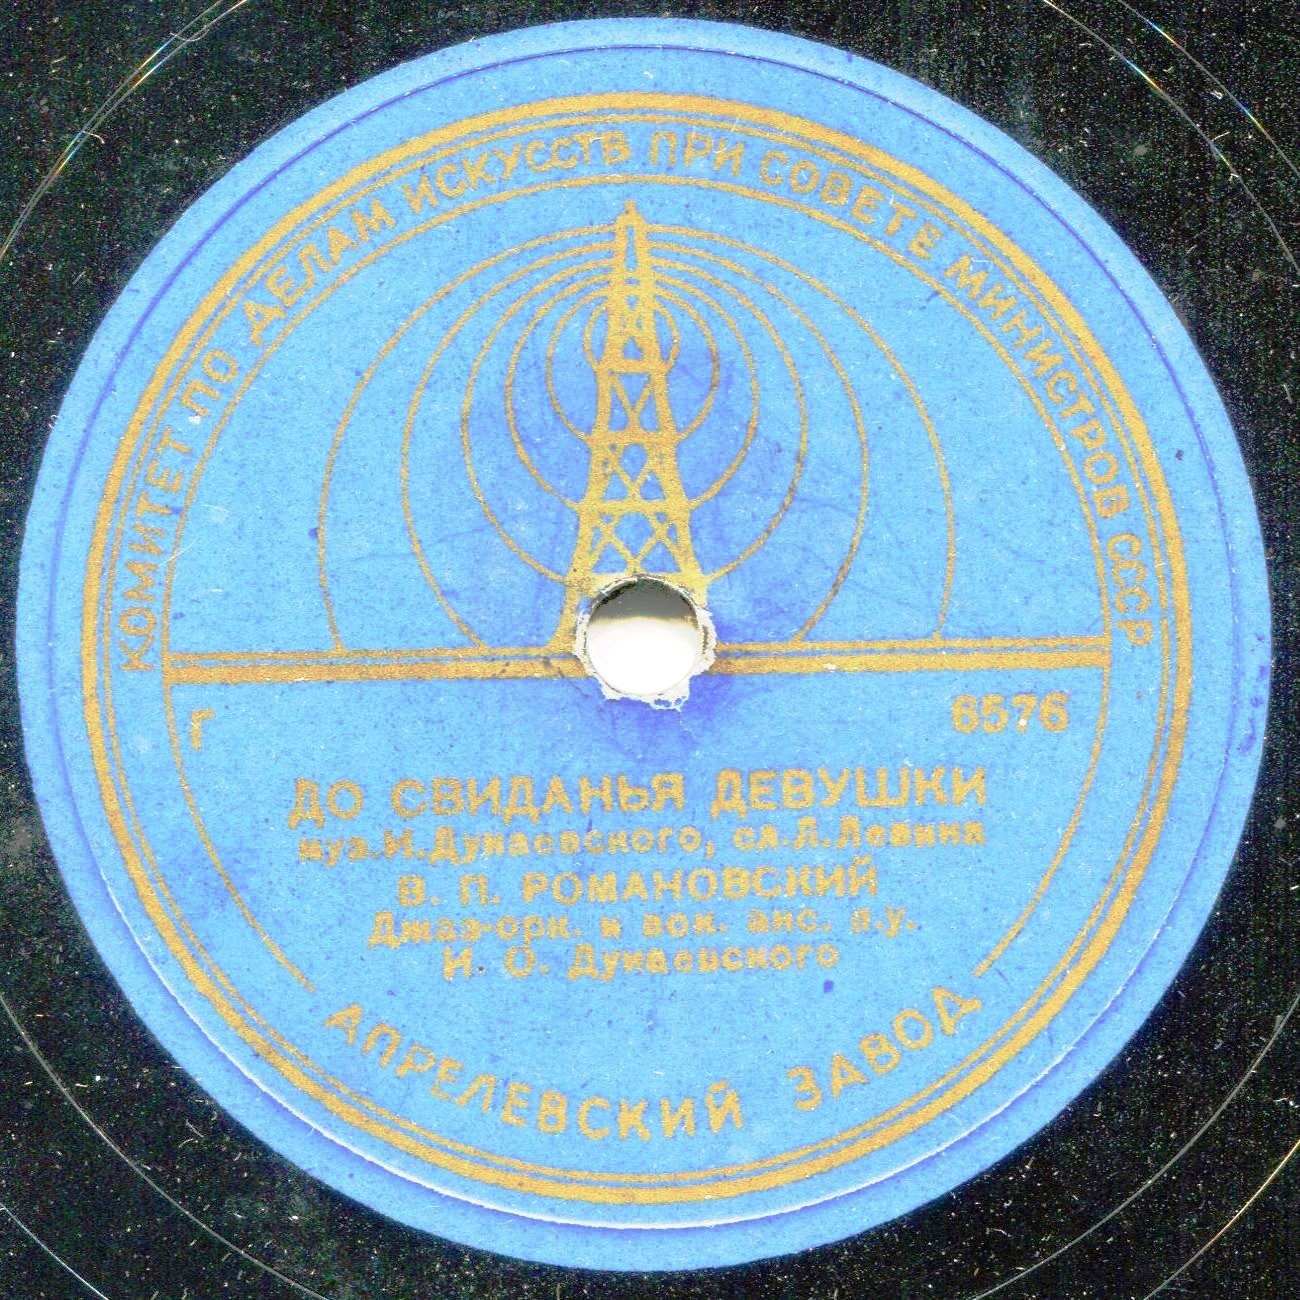 КОМИТЕТ ПО ДЕЛАМ ИСКУССТВ ПРИ СОВЕТЕ МИНИСТРОВ СССР
Г 6576
ДО СВИДАНЬЯ ДЕВУШКИ
муз.И.Дунаевского, сл.Л.Левина
В. П. РОМАНОВСКИЙ
Джаз-орк. и вок. анс. п.у.
И. О. Дунаевского
АПРЕЛЕВСКИЙ ЗАВОД